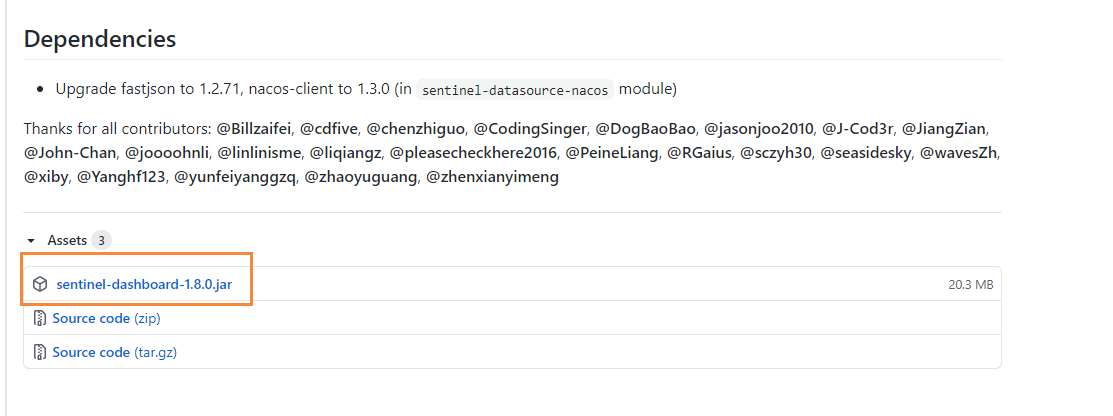 Dependencies
Upgrade fastjson to 1.2.71, nacos-client to 1.3.0 (in sentinel-datasource-nacos module)
Thanks for all contributors: @Billzaifei, @cdfive, @chenzhiguo, @CodingSinger, @DogBaoBao, @jasonjoo2010, @J-Cod3r, @JiangZian,
@John-Chan, @joooohnli, @linlinisme, @liqiangz, @pleasecheckhere2016, @PeineLiang, @RGaius, @sczyh30, @seasidesky, @wavesZh,
@xiby, @Yanghf123, @yunfeiyanggzq, @zhaoyuguang, @zhenxianyimeng
Assets 3
sentinel-dashboard-1.8.0.jar 20.3 MB
Source code (zip)
Source code (tar.gz)